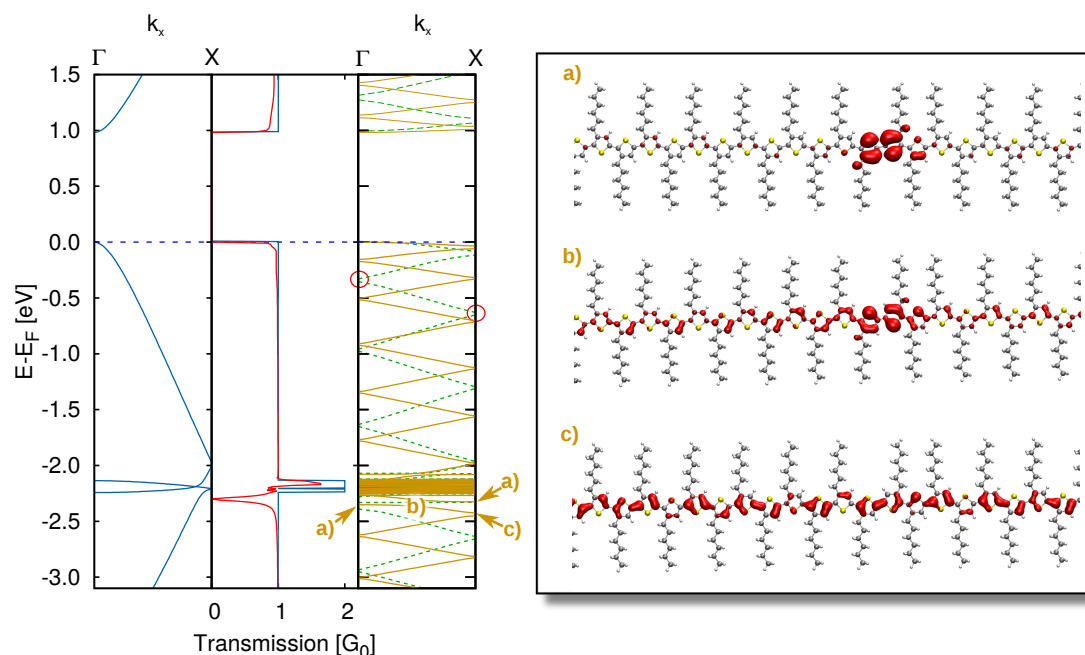 kₓ kₓ
Γ X Γ X
1.5
1.0
0.5
0.0
-0.5
-1.0
-1.5
-2.0
-2.5
-3.0
E-E_F [eV]
0 1 2
Transmission [G₀]
a)
b)
a)
c)
a)
b)
c)